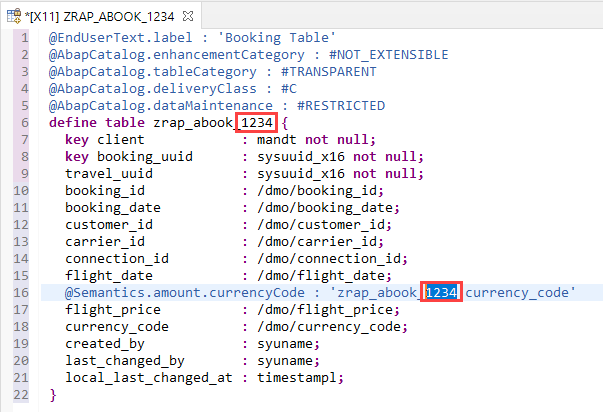 *[X11] ZRAP_ABOOK_1234
1 @EndUserText.label : 'Booking Table'
2 @AbapCatalog.enhancementCategory : #NOT_EXTENSIBLE
3 @AbapCatalog.tableCategory : #TRANSPARENT
4 @AbapCatalog.deliveryClass : #C
5 @AbapCatalog.dataMaintenance : #RESTRICTED
6 define table zrap_abook_1234 {
7 key client : mandt not null;
8 key booking_uuid : sysuuid_x16 not null;
9 travel_uuid : sysuuid_x16 not null;
10 booking_id : /dmo/booking_id;
11 booking_date : /dmo/booking_date;
12 customer_id : /dmo/customer_id;
13 carrier_id : /dmo/carrier_id;
14 connection_id : /dmo/connection_id;
15 flight_date : /dmo/flight_date;
16 @Semantics.amount.currencyCode : 'zrap_abook_1234.currency_code'
17 flight_price : /dmo/flight_price;
18 currency_code : /dmo/currency_code;
19 created_by : syuname;
20 last_changed_by : syuname;
21 local_last_changed_at : timestampl;
22 }